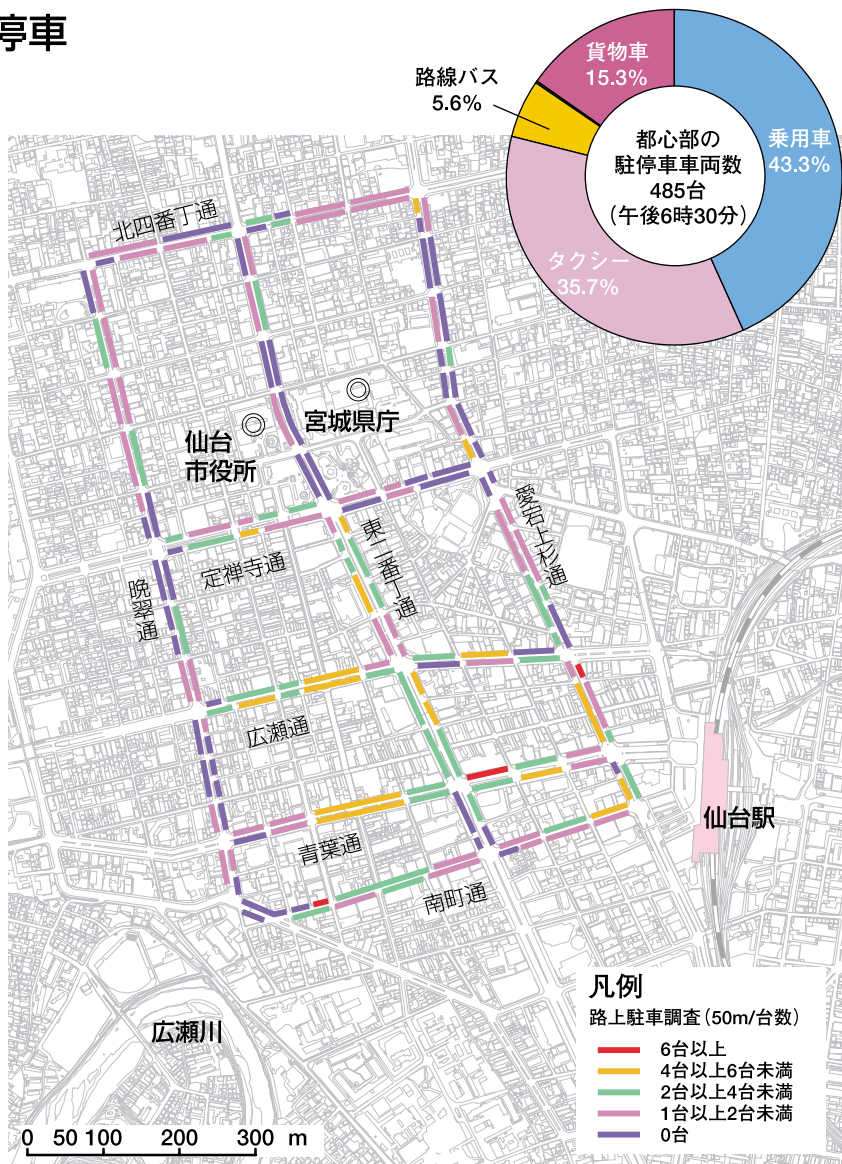 停車
貨物車
15.3%
路線バス
5.6%
乗用車
43.3%
都心部の
駐停車車両数
485台
(午後6時30分)
タクシー
35.7%
北四番丁通
宮城県庁
仙台
市役所
愛宕上杉通
東二番丁通
定禅寺通
晩翠通
広瀬通
仙台駅
青葉通
南町通
広瀬川
凡例
路上駐車調査(50m/台数)
6台以上
4台以上6台未満
2台以上4台未満
1台以上2台未満
0台
0 50 100 200 300 m